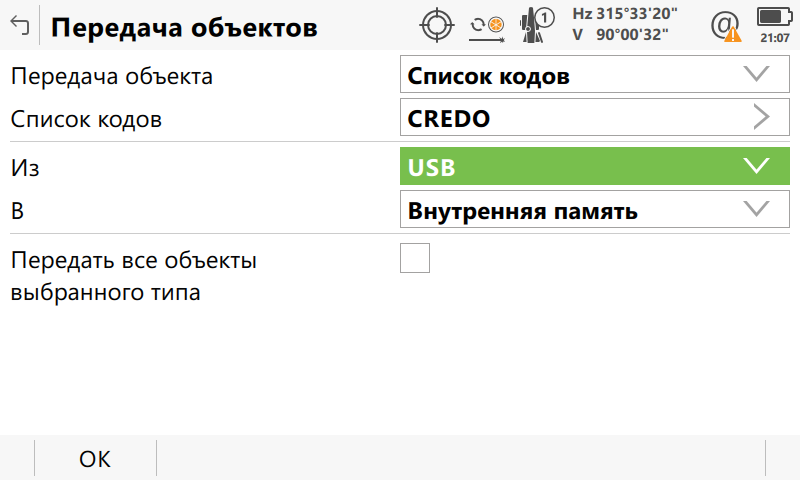 Передача объектов
1
Hz 315°33'20"
V 90°00'32"
@
21:07
Передача объекта
Список кодов
Список кодов
CREDO
Из
USB
В
Внутренняя память
Передать все объекты
выбранного типа
OK